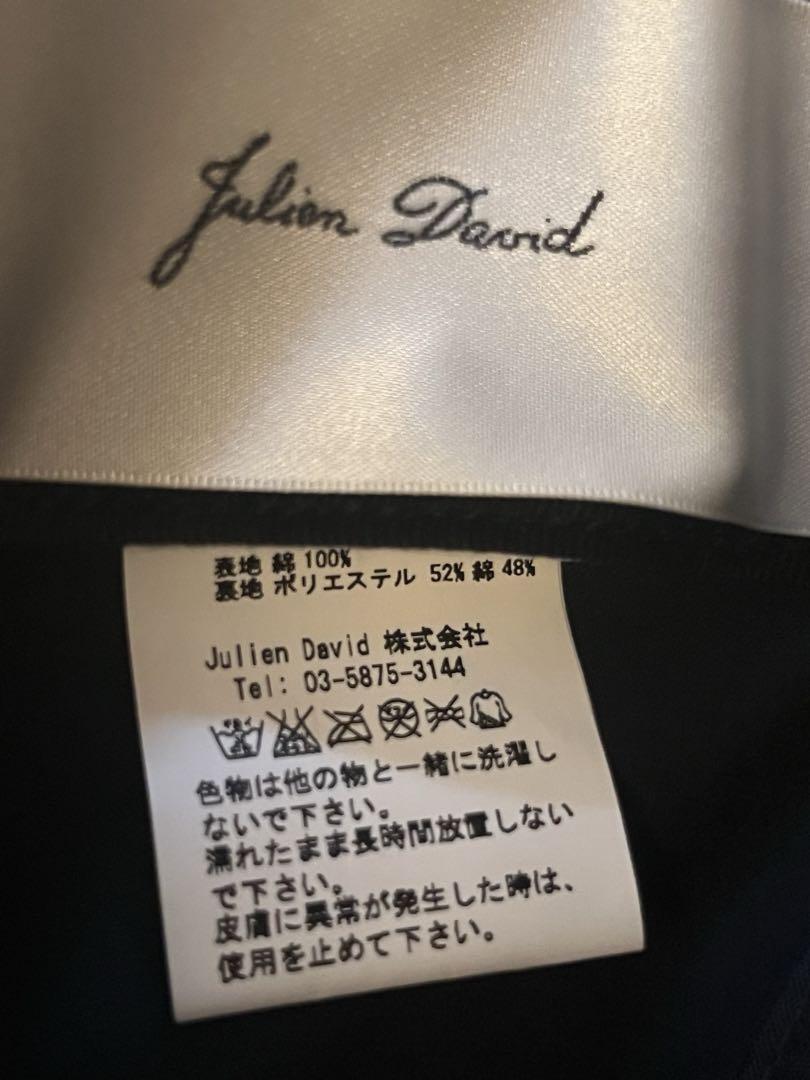 Julien David
表地 綿 100%
裏地 ポリエステル 52% 綿 48%
Julien David 株式会社
Tel: 03-5875-3144
色物は他の物と一緒に洗濯し
ないで下さい。
濡れたまま長時間放置しない
で下さい。
皮膚に異常が発生した時は、
使用を止めて下さい。